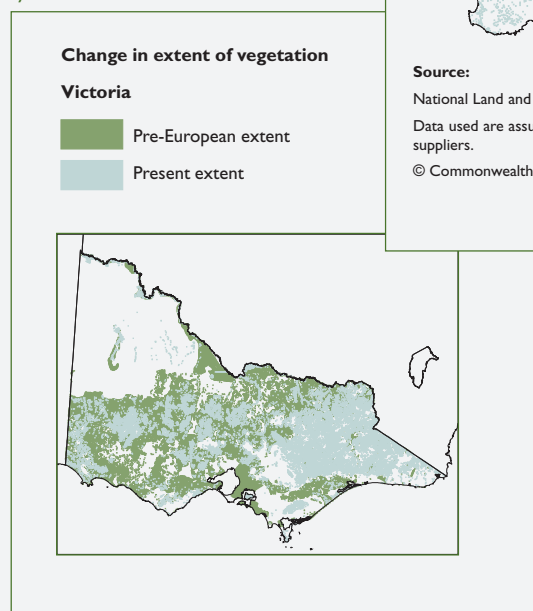 Change in extent of vegetation
Victoria
Pre-European extent
Present extent
Source:
National Land and
Data used are assu
suppliers.
© Commonwealth